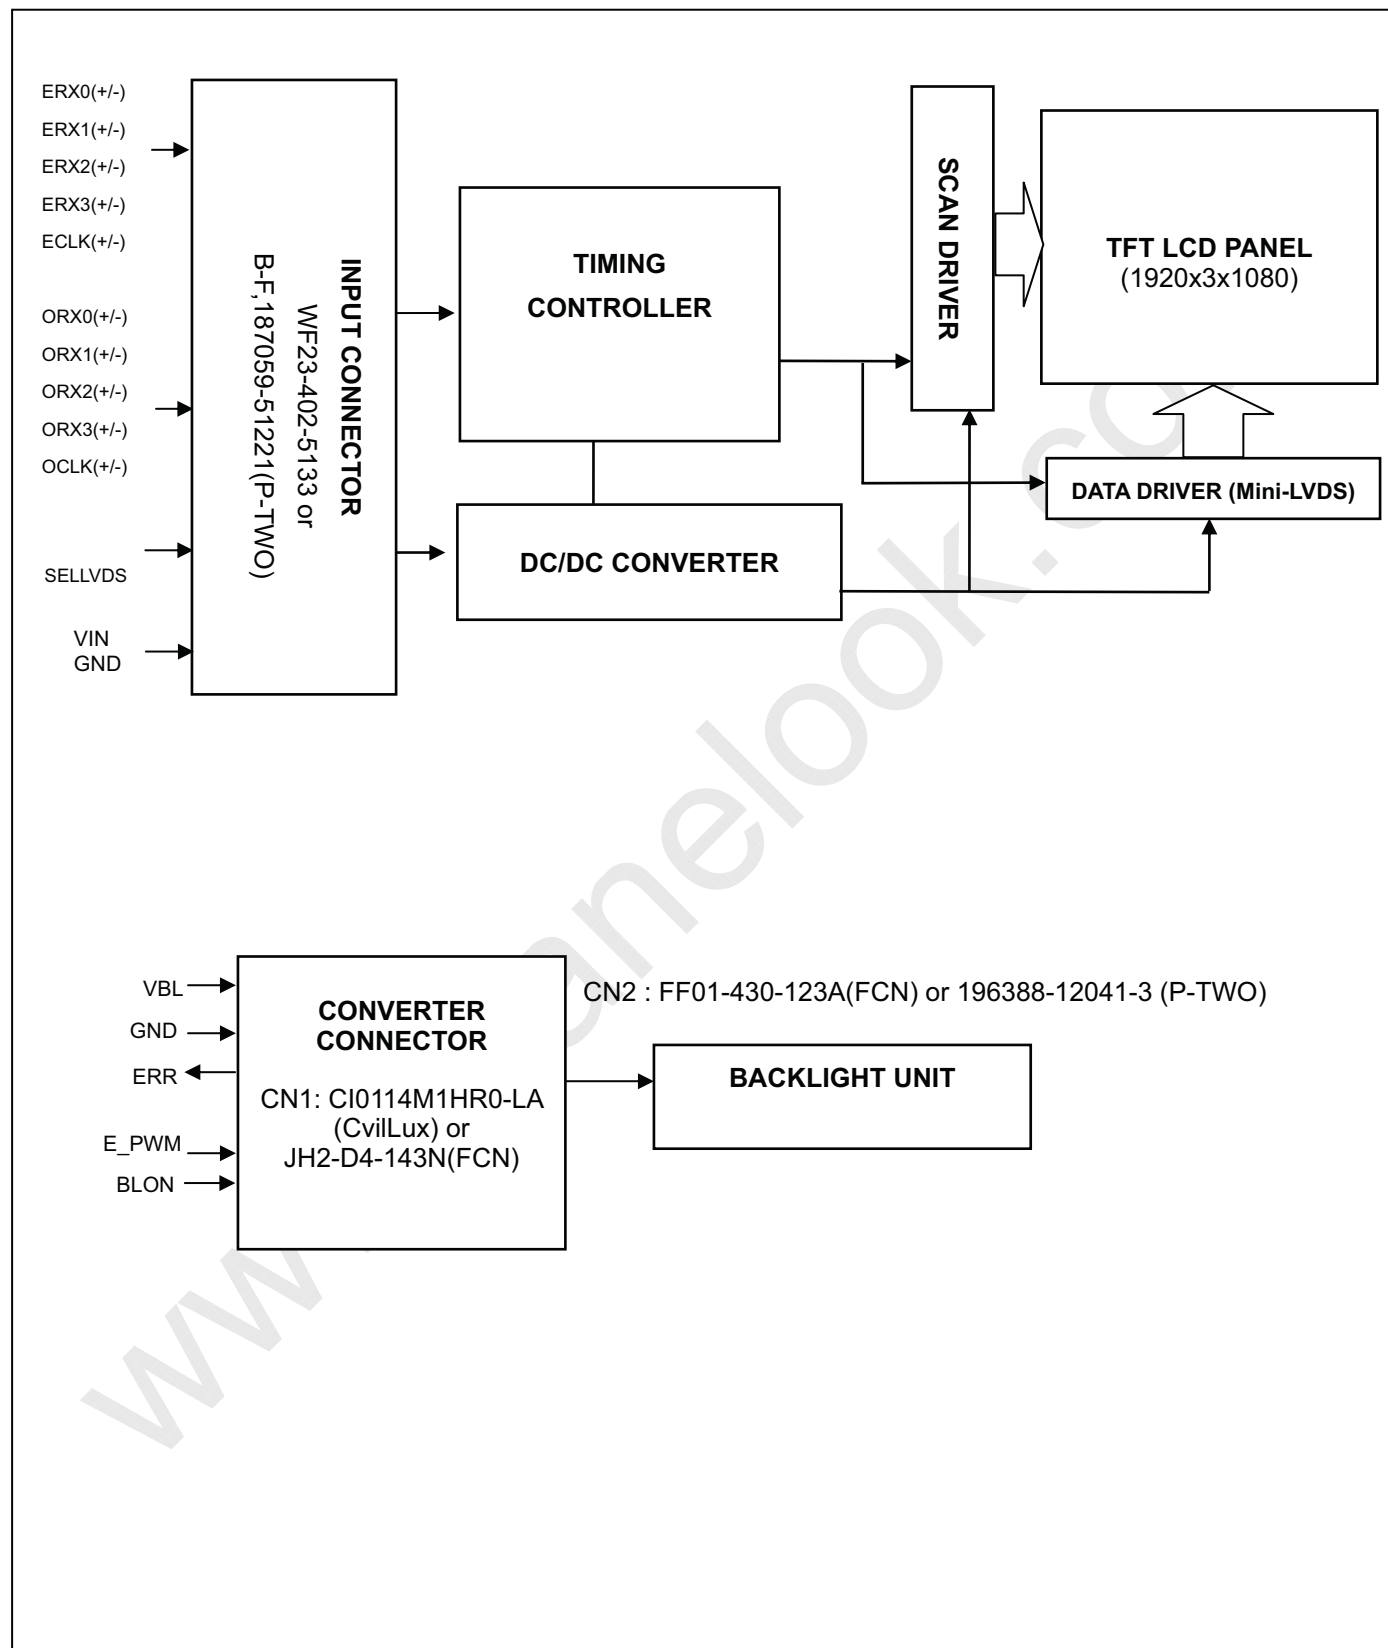 ERX0(+/-)
ERX1(+/-)
ERX2(+/-)
ERX3(+/-)
ECLK(+/-)
ORX0(+/-)
ORX1(+/-)
ORX2(+/-)
ORX3(+/-)
OCLK(+/-)
SELLVDS
VIN
GND
INPUT CONNECTOR
WF23-402-5133 or
B-F,187059-51221(P-TWO)
TIMING
CONTROLLER
DC/DC CONVERTER
SCAN DRIVER
TFT LCD PANEL
(1920x3x1080)
DATA DRIVER (Mini-LVDS)
VBL
GND
ERR
E_PWM
BLON
CONVERTER
CONNECTOR
CN1: CI0114M1HR0-LA
(CvilLux) or
JH2-D4-143N(FCN)
CN2 : FF01-430-123A(FCN) or 196388-12041-3 (P-TWO)
BACKLIGHT UNIT